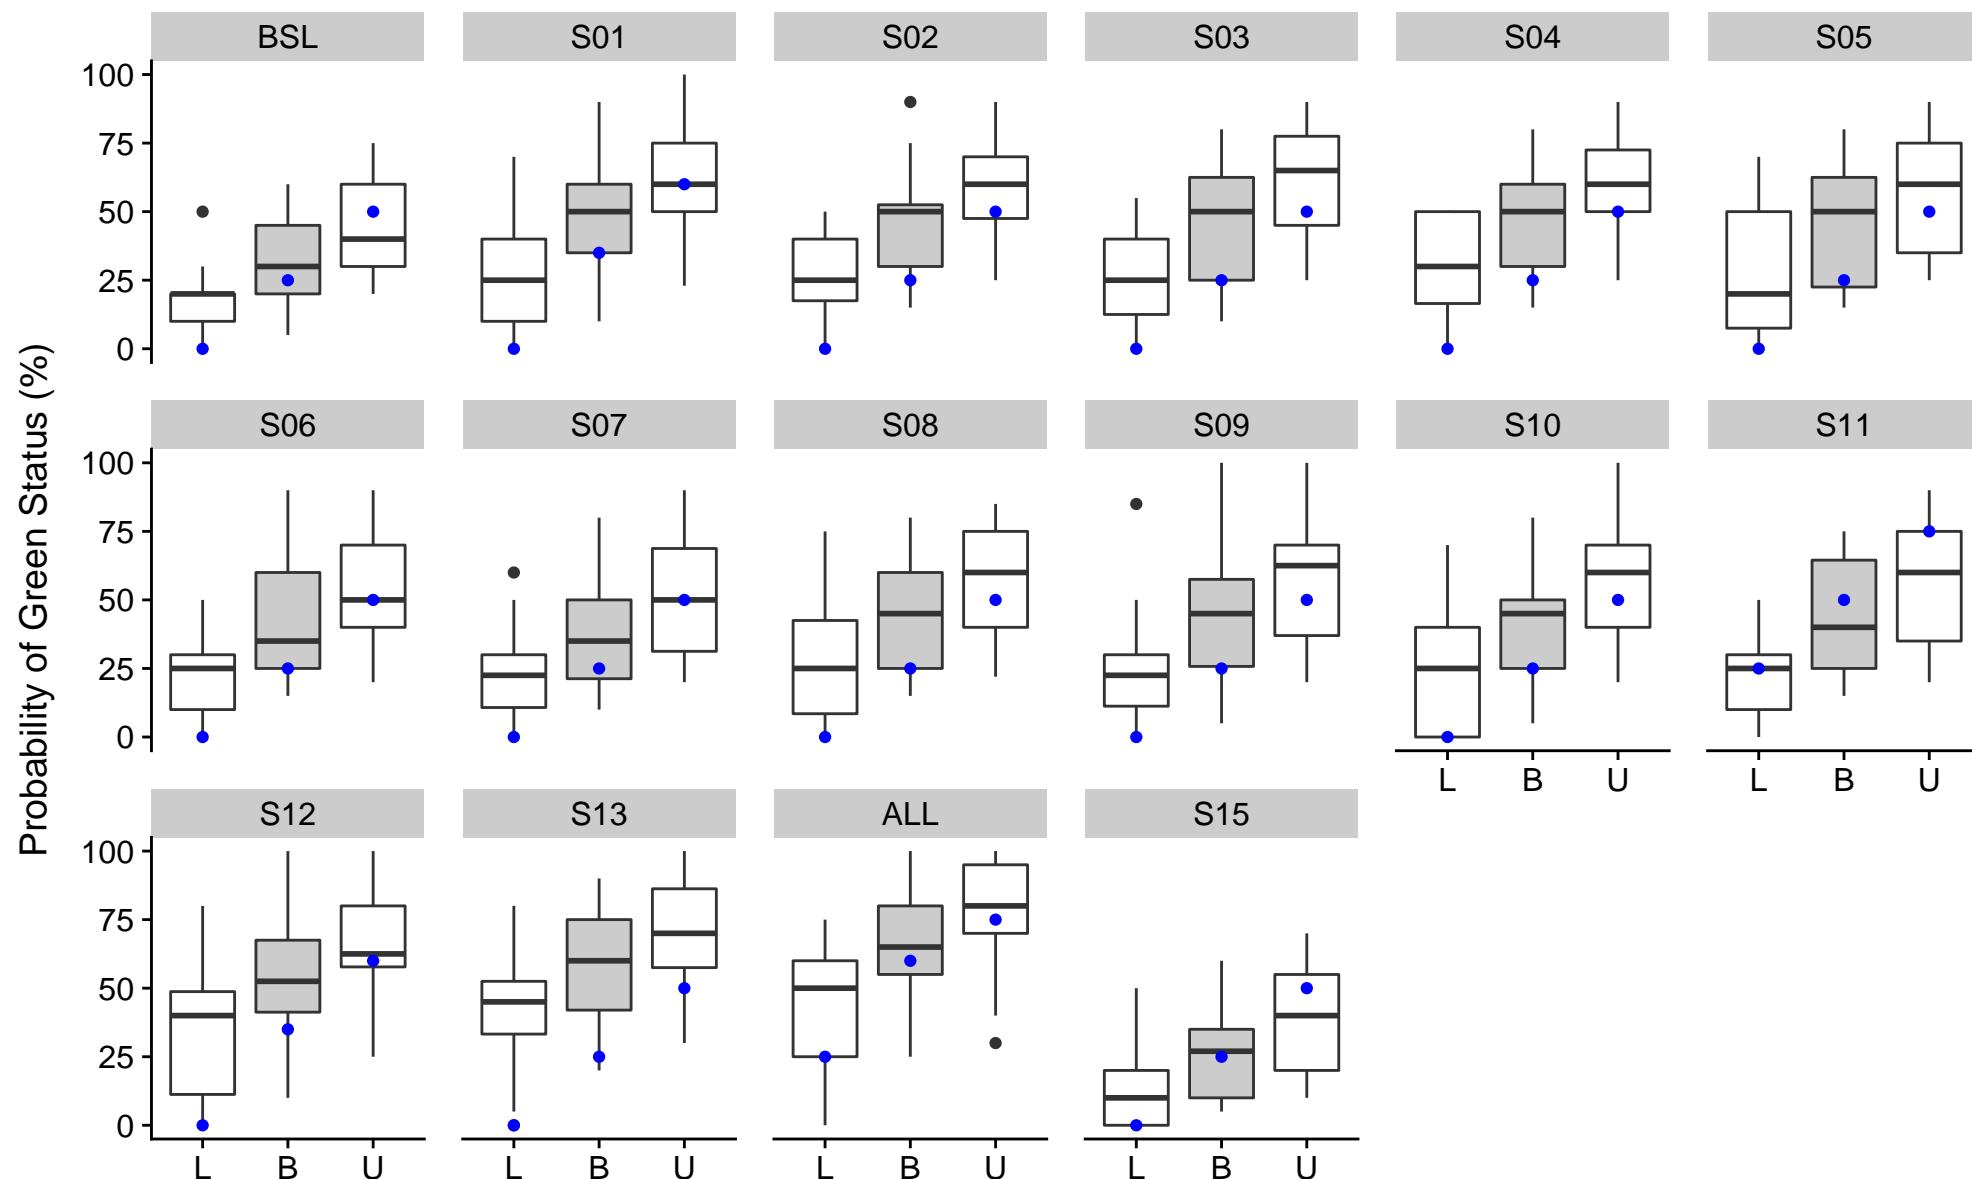 BSL S01 S02 S03 S04 S05
100
75
50
25
0
Probability of Green Status (%)
S06 S07 S08 S09 S10 S11
100
75
50
25
0
L B U L B U
S12 S13 ALL S15
100
75
50
25
0
L B U L B U L B U L B U